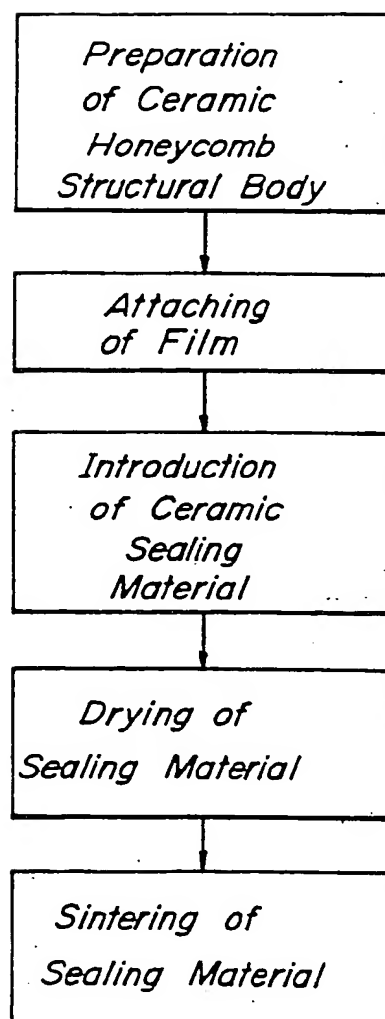 Preparation
of Ceramic
Honeycomb
Structural Body
Attaching
of Film
Introduction
of Ceramic
Sealing
Material
Drying of
Sealing Material
Sintering of
Sealing Material